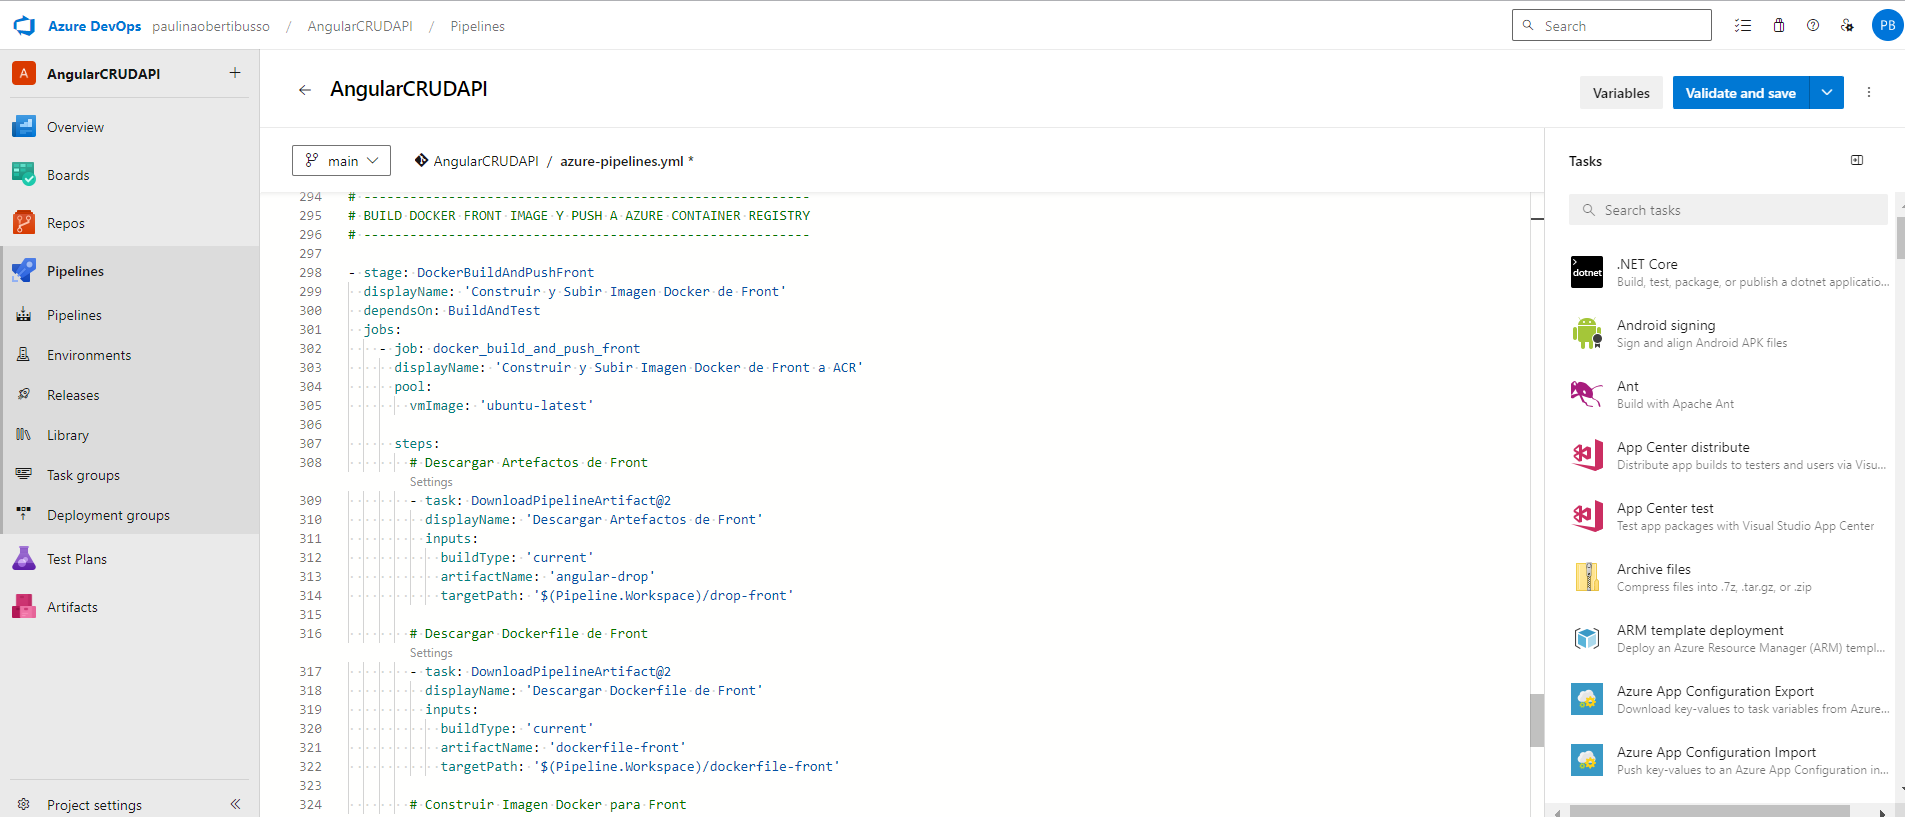 Azure DevOps paulinaobertibusso / AngularCRUDAPI / Pipelines
Search
PB
A AngularCRUDAPI
Overview
Boards
Repos
Pipelines
Pipelines
Environments
Releases
Library
Task groups
Deployment groups
Test Plans
Artifacts
Project settings
AngularCRUDAPI
Variables
Validate and save
main
AngularCRUDAPI / azure-pipelines.yml *
294 # ----------------------------------------------------------
295 # BUILD DOCKER FRONT IMAGE Y PUSH A AZURE CONTAINER REGISTRY
296 # ----------------------------------------------------------
297
298 - stage: DockerBuildAndPushFront
299 displayName: 'Construir y Subir Imagen Docker de Front'
300 dependsOn: BuildAndTest
301 jobs:
302 - job: docker_build_and_push_front
303 displayName: 'Construir y Subir Imagen Docker de Front a ACR'
304 pool:
305 vmImage: 'ubuntu-latest'
306
307 steps:
308 # Descargar Artefactos de Front
Settings
309 - task: DownloadPipelineArtifact@2
310 displayName: 'Descargar Artefactos de Front'
311 inputs:
312 buildType: 'current'
313 artifactName: 'angular-drop'
314 targetPath: '$(Pipeline.Workspace)/drop-front'
315
316 # Descargar Dockerfile de Front
Settings
317 - task: DownloadPipelineArtifact@2
318 displayName: 'Descargar Dockerfile de Front'
319 inputs:
320 buildType: 'current'
321 artifactName: 'dockerfile-front'
322 targetPath: '$(Pipeline.Workspace)/dockerfile-front'
323
324 # Construir Imagen Docker para Front
Tasks
Search tasks
dotnet
.NET Core
Build, test, package, or publish a dotnet applicatio...
Android signing
Sign and align Android APK files
Ant
Build with Apache Ant
App Center distribute
Distribute app builds to testers and users via Visu...
App Center test
Test app packages with Visual Studio App Center
Archive files
Compress files into .7z, .tar.gz, or .zip
ARM template deployment
Deploy an Azure Resource Manager (ARM) templ...
Azure App Configuration Export
Download key-values to task variables from Azure...
Azure App Configuration Import
Push key-values to an Azure App Configuration in...